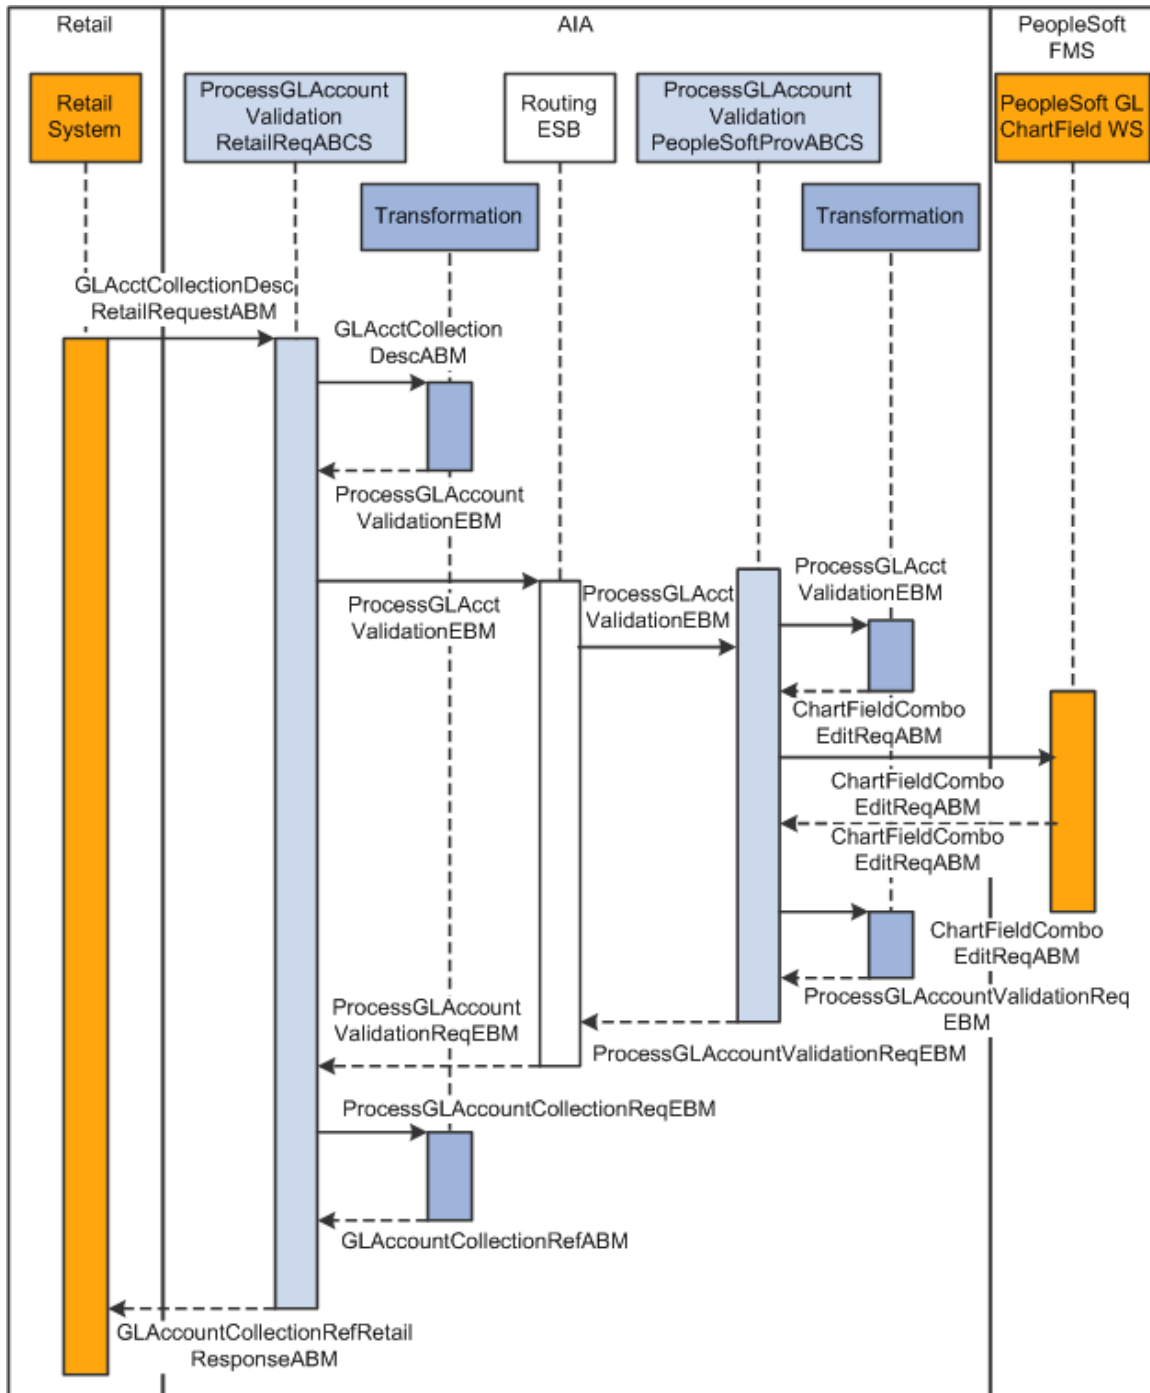 Retail
AIA
PeopleSoft
FMS
Retail
System
ProcessGLAccount
Validation
RetailReqABCS
Routing
ESB
ProcessGLAccount
Validation
PeopleSoftProvABCS
PeopleSoft GL
ChartField WS
Transformation
Transformation
GLAcctCollectionDesc
RetailRequestABM
GLAcctCollection
DescABM
ProcessGLAccount
ValidationEBM
ProcessGLAcct
ValidationEBM
ProcessGLAcct
ValidationEBM
ProcessGLAcct
ValidationEBM
ChartFieldCombo
EditReqABM
ChartFieldCombo
EditReqABM
ChartFieldCombo
EditReqABM
ChartFieldCombo
EditReqABM
ProcessGLAccountValidationReq
EBM
ProcessGLAccountValidationReqEBM
ProcessGLAccount
ValidationReqEBM
ProcessGLAccountCollectionReqEBM
GLAccountCollectionRefABM
GLAccountCollectionRefRetail
ResponseABM